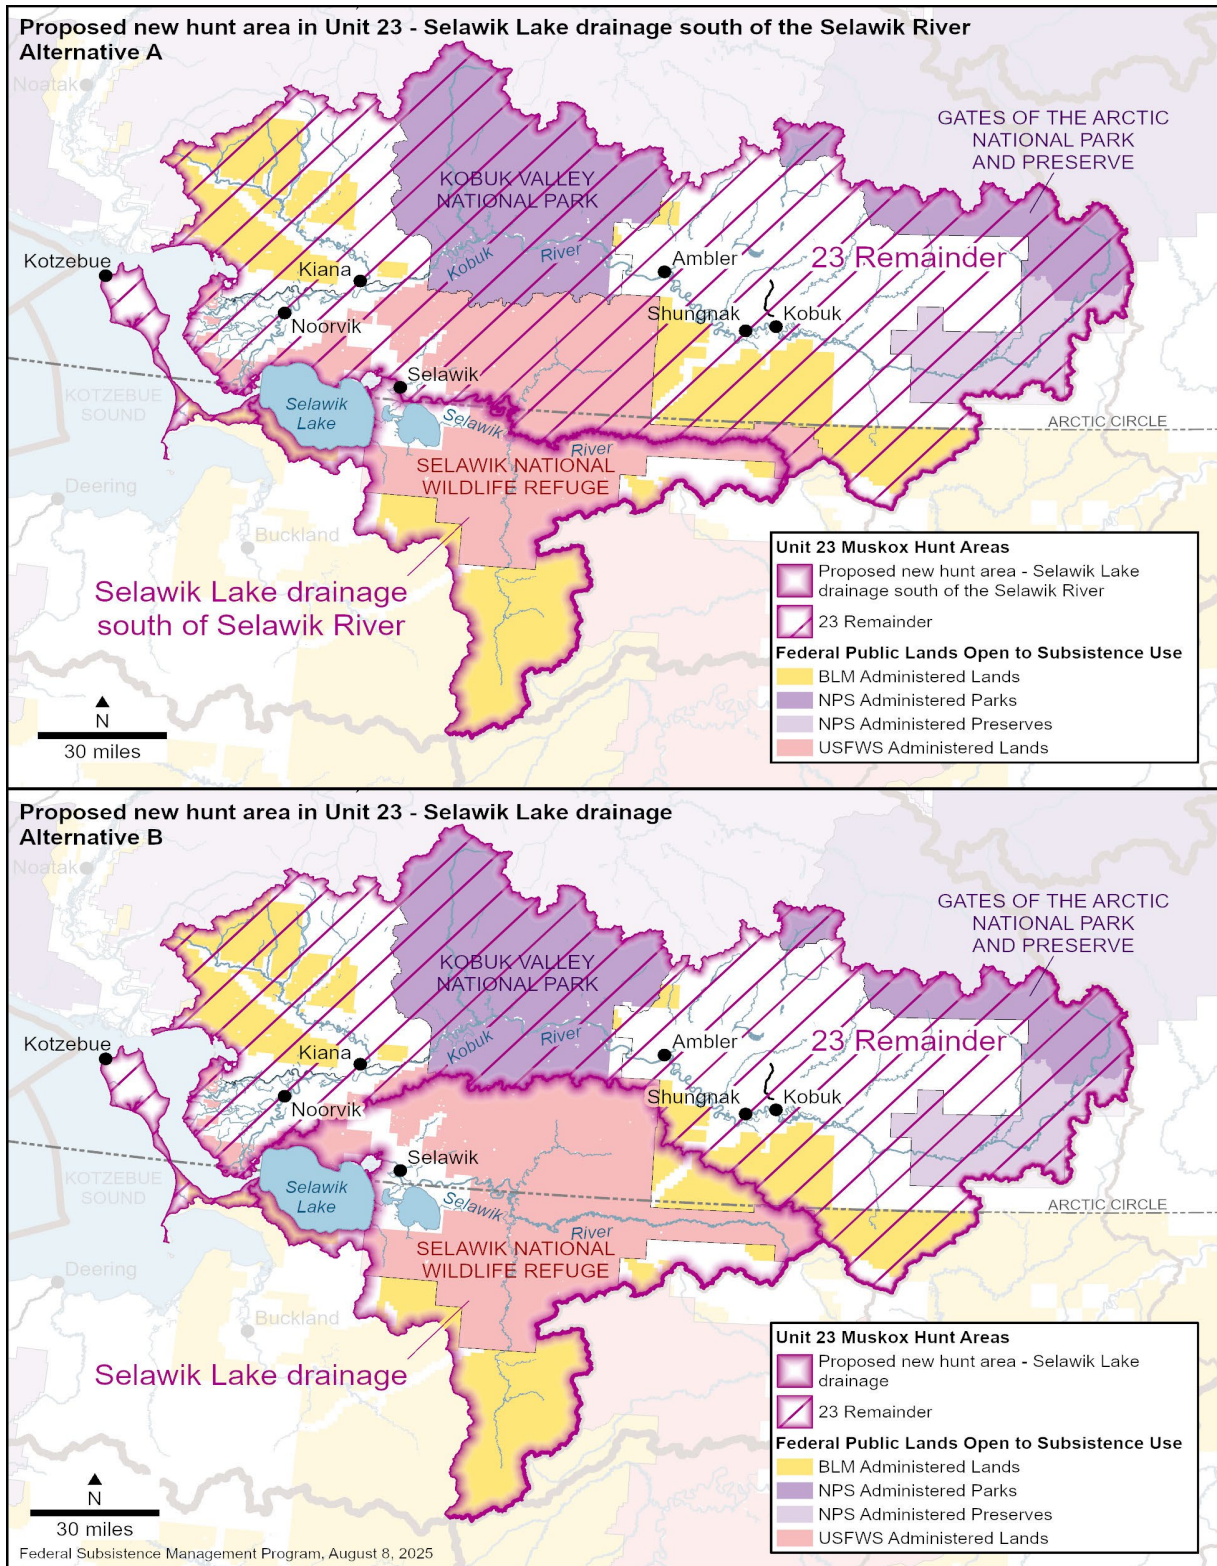 Proposed new hunt area in Unit 23 - Selawik Lake drainage south of the Selawik River
Alternative A
Noatak
GATES OF THE ARCTIC
NATIONAL PARK
AND PRESERVE
KOBUK VALLEY
NATIONAL PARK
Kotzebue
Kiana
Kobuk
River
Ambler
23 Remainder
Noorvik
Shungnak
Kobuk
Selawik
KOTZEBUE
SOUND
Selawik
Lake
Selawik
River
ARCTIC CIRCLE
SELAWIK NATIONAL
WILDLIFE REFUGE
Deering
Buckland
Selawik Lake drainage
south of Selawik River
N
30 miles
Unit 23 Muskox Hunt Areas
Proposed new hunt area - Selawik Lake
drainage south of the Selawik River
23 Remainder
Federal Public Lands Open to Subsistence Use
BLM Administered Lands
NPS Administered Parks
NPS Administered Preserves
USFWS Administered Lands
Proposed new hunt area in Unit 23 - Selawik Lake drainage
Alternative B
Noatak
GATES OF THE ARCTIC
NATIONAL PARK
AND PRESERVE
KOBUK VALLEY
NATIONAL PARK
Kotzebue
Kiana
Kobuk
River
Ambler
23 Remainder
Noorvik
Shungnak
Kobuk
Selawik
KOTZEBUE
SOUND
Selawik
Lake
Selawik
River
ARCTIC CIRCLE
SELAWIK NATIONAL
WILDLIFE REFUGE
Deering
Buckland
Selawik Lake drainage
N
30 miles
Unit 23 Muskox Hunt Areas
Proposed new hunt area - Selawik Lake
drainage
23 Remainder
Federal Public Lands Open to Subsistence Use
BLM Administered Lands
NPS Administered Parks
NPS Administered Preserves
USFWS Administered Lands
Federal Subsistence Management Program, August 8, 2025